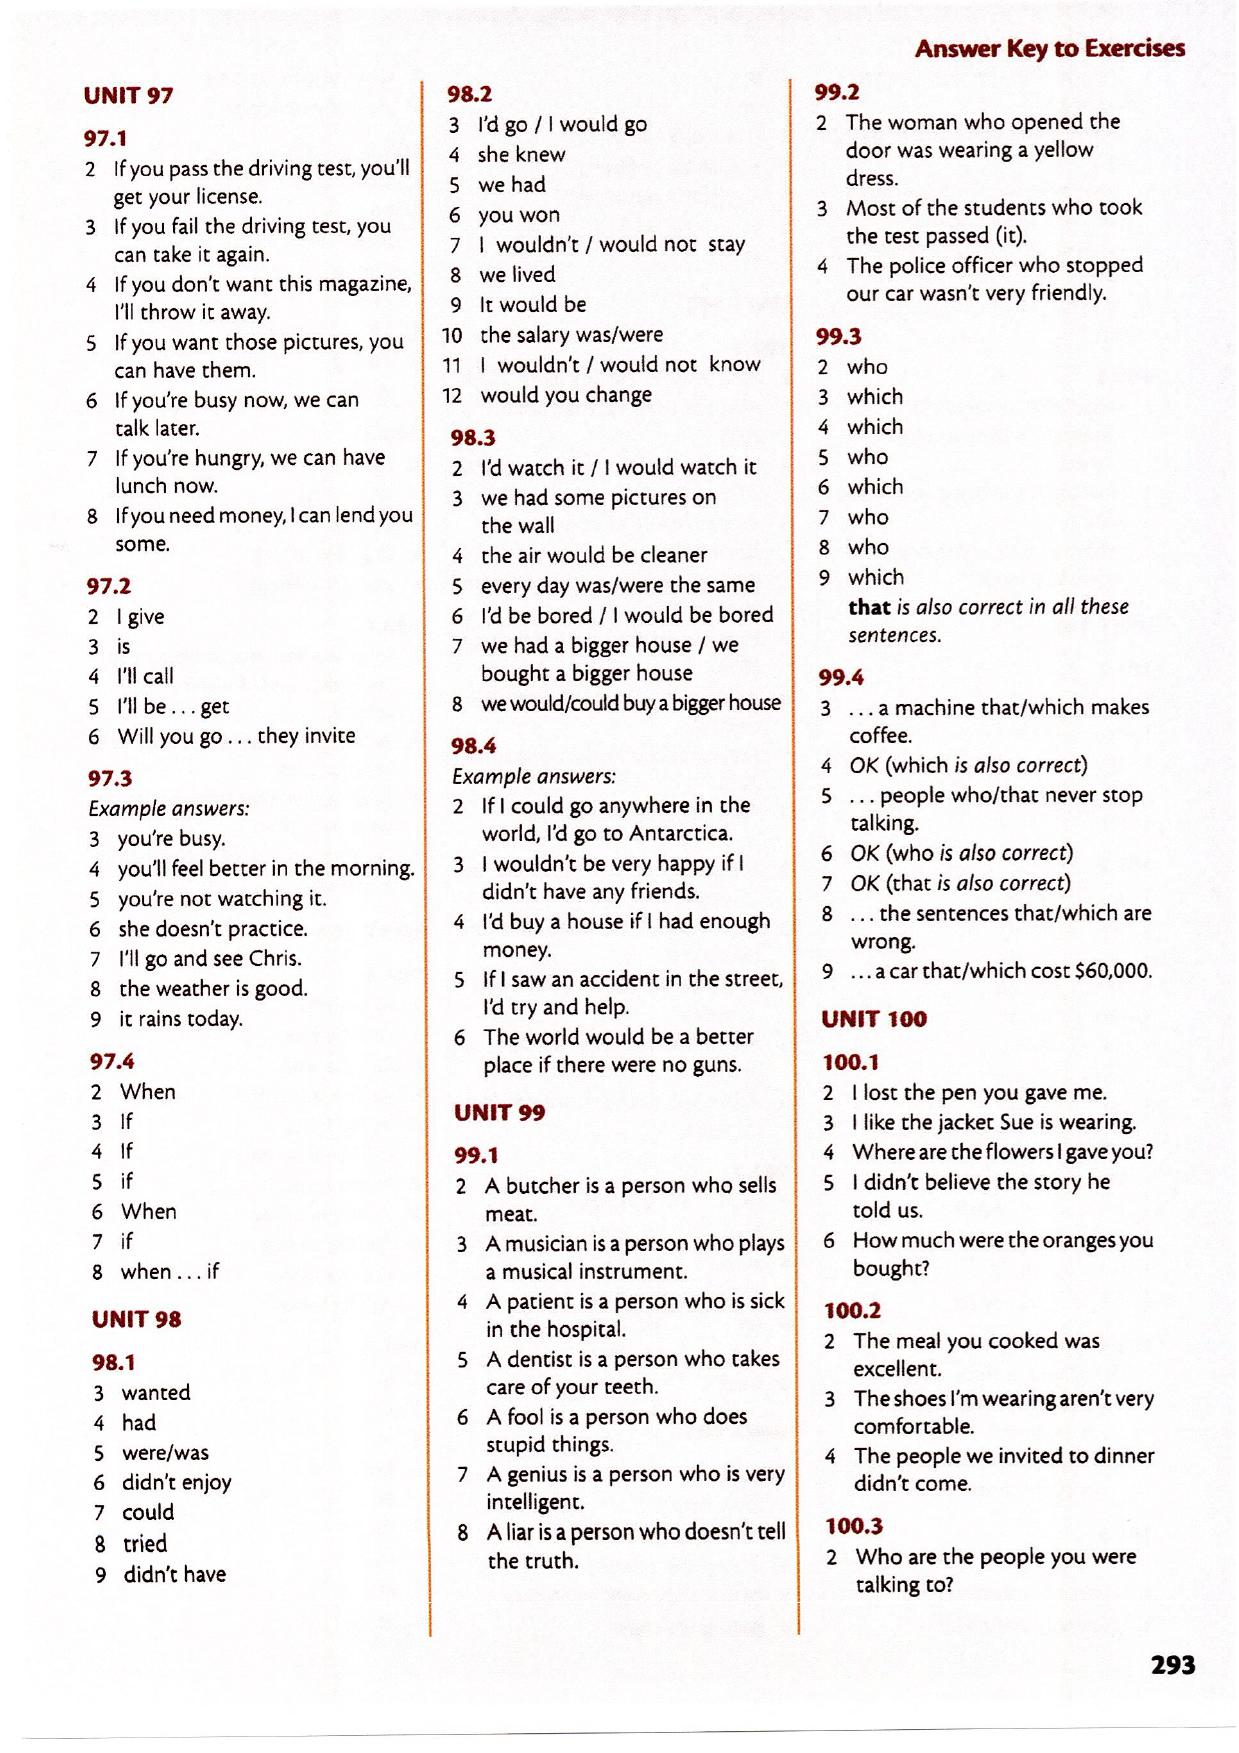 Answer Key to Exercises
UNIT 97
97.1
2 If you pass the driving test, you'll
get your license.
3 If you fail the driving test, you
can take it again.
4 If you don't want this magazine,
I'll throw it away.
5 If you want those pictures, you
can have them.
6 If you're busy now, we can
talk later.
7 If you're hungry, we can have
lunch now.
8 If you need money, I can lend you
some.
97.2
2 I give
3 is
4 I'll call
5 I'll be ... get
6 Will you go ... they invite
97.3
Example answers:
3 you're busy.
4 you'll feel better in the morning.
5 you're not watching it.
6 she doesn't practice.
7 I'll go and see Chris.
8 the weather is good.
9 it rains today.
97.4
2 When
3 If
4 If
5 if
6 When
7 if
8 when ... if
UNIT 98
98.1
3 wanted
4 had
5 were/was
6 didn't enjoy
7 could
8 tried
9 didn't have
98.2
3 I'd go / I would go
4 she knew
5 we had
6 you won
7 I wouldn't / would not stay
8 we lived
9 It would be
10 the salary was/were
11 I wouldn't / would not know
12 would you change
98.3
2 I'd watch it / I would watch it
3 we had some pictures on
the wall
4 the air would be cleaner
5 every day was/were the same
6 I'd be bored / I would be bored
7 we had a bigger house / we
bought a bigger house
8 we would/could buy a bigger house
98.4
Example answers:
2 If I could go anywhere in the
world, I'd go to Antarctica.
3 I wouldn't be very happy if I
didn't have any friends.
4 I'd buy a house if I had enough
money.
5 If I saw an accident in the street,
I'd try and help.
6 The world would be a better
place if there were no guns.
UNIT 99
99.1
2 A butcher is a person who sells
meat.
3 A musician is a person who plays
a musical instrument.
4 A patient is a person who is sick
in the hospital.
5 A dentist is a person who takes
care of your teeth.
6 A fool is a person who does
stupid things.
7 A genius is a person who is very
intelligent.
8 A liar is a person who doesn't tell
the truth.
99.2
2 The woman who opened the
door was wearing a yellow
dress.
3 Most of the students who took
the test passed (it).
4 The police officer who stopped
our car wasn't very friendly.
99.3
2 who
3 which
4 which
5 who
6 which
7 who
8 who
9 which
that is also correct in all these
sentences.
99.4
3 ... a machine that/which makes
coffee.
4 OK (which is also correct)
5 ... people who/that never stop
talking.
6 OK (who is also correct)
7 OK (that is also correct)
8 ... the sentences that/which are
wrong.
9 ... a car that/which cost $60,000.
UNIT 100
100.1
2 I lost the pen you gave me.
3 I like the jacket Sue is wearing.
4 Where are the flowers I gave you?
5 I didn't believe the story he
told us.
6 How much were the oranges you
bought?
100.2
2 The meal you cooked was
excellent.
3 The shoes I'm wearing aren't very
comfortable.
4 The people we invited to dinner
didn't come.
100.3
2 Who are the people you were
talking to?
293